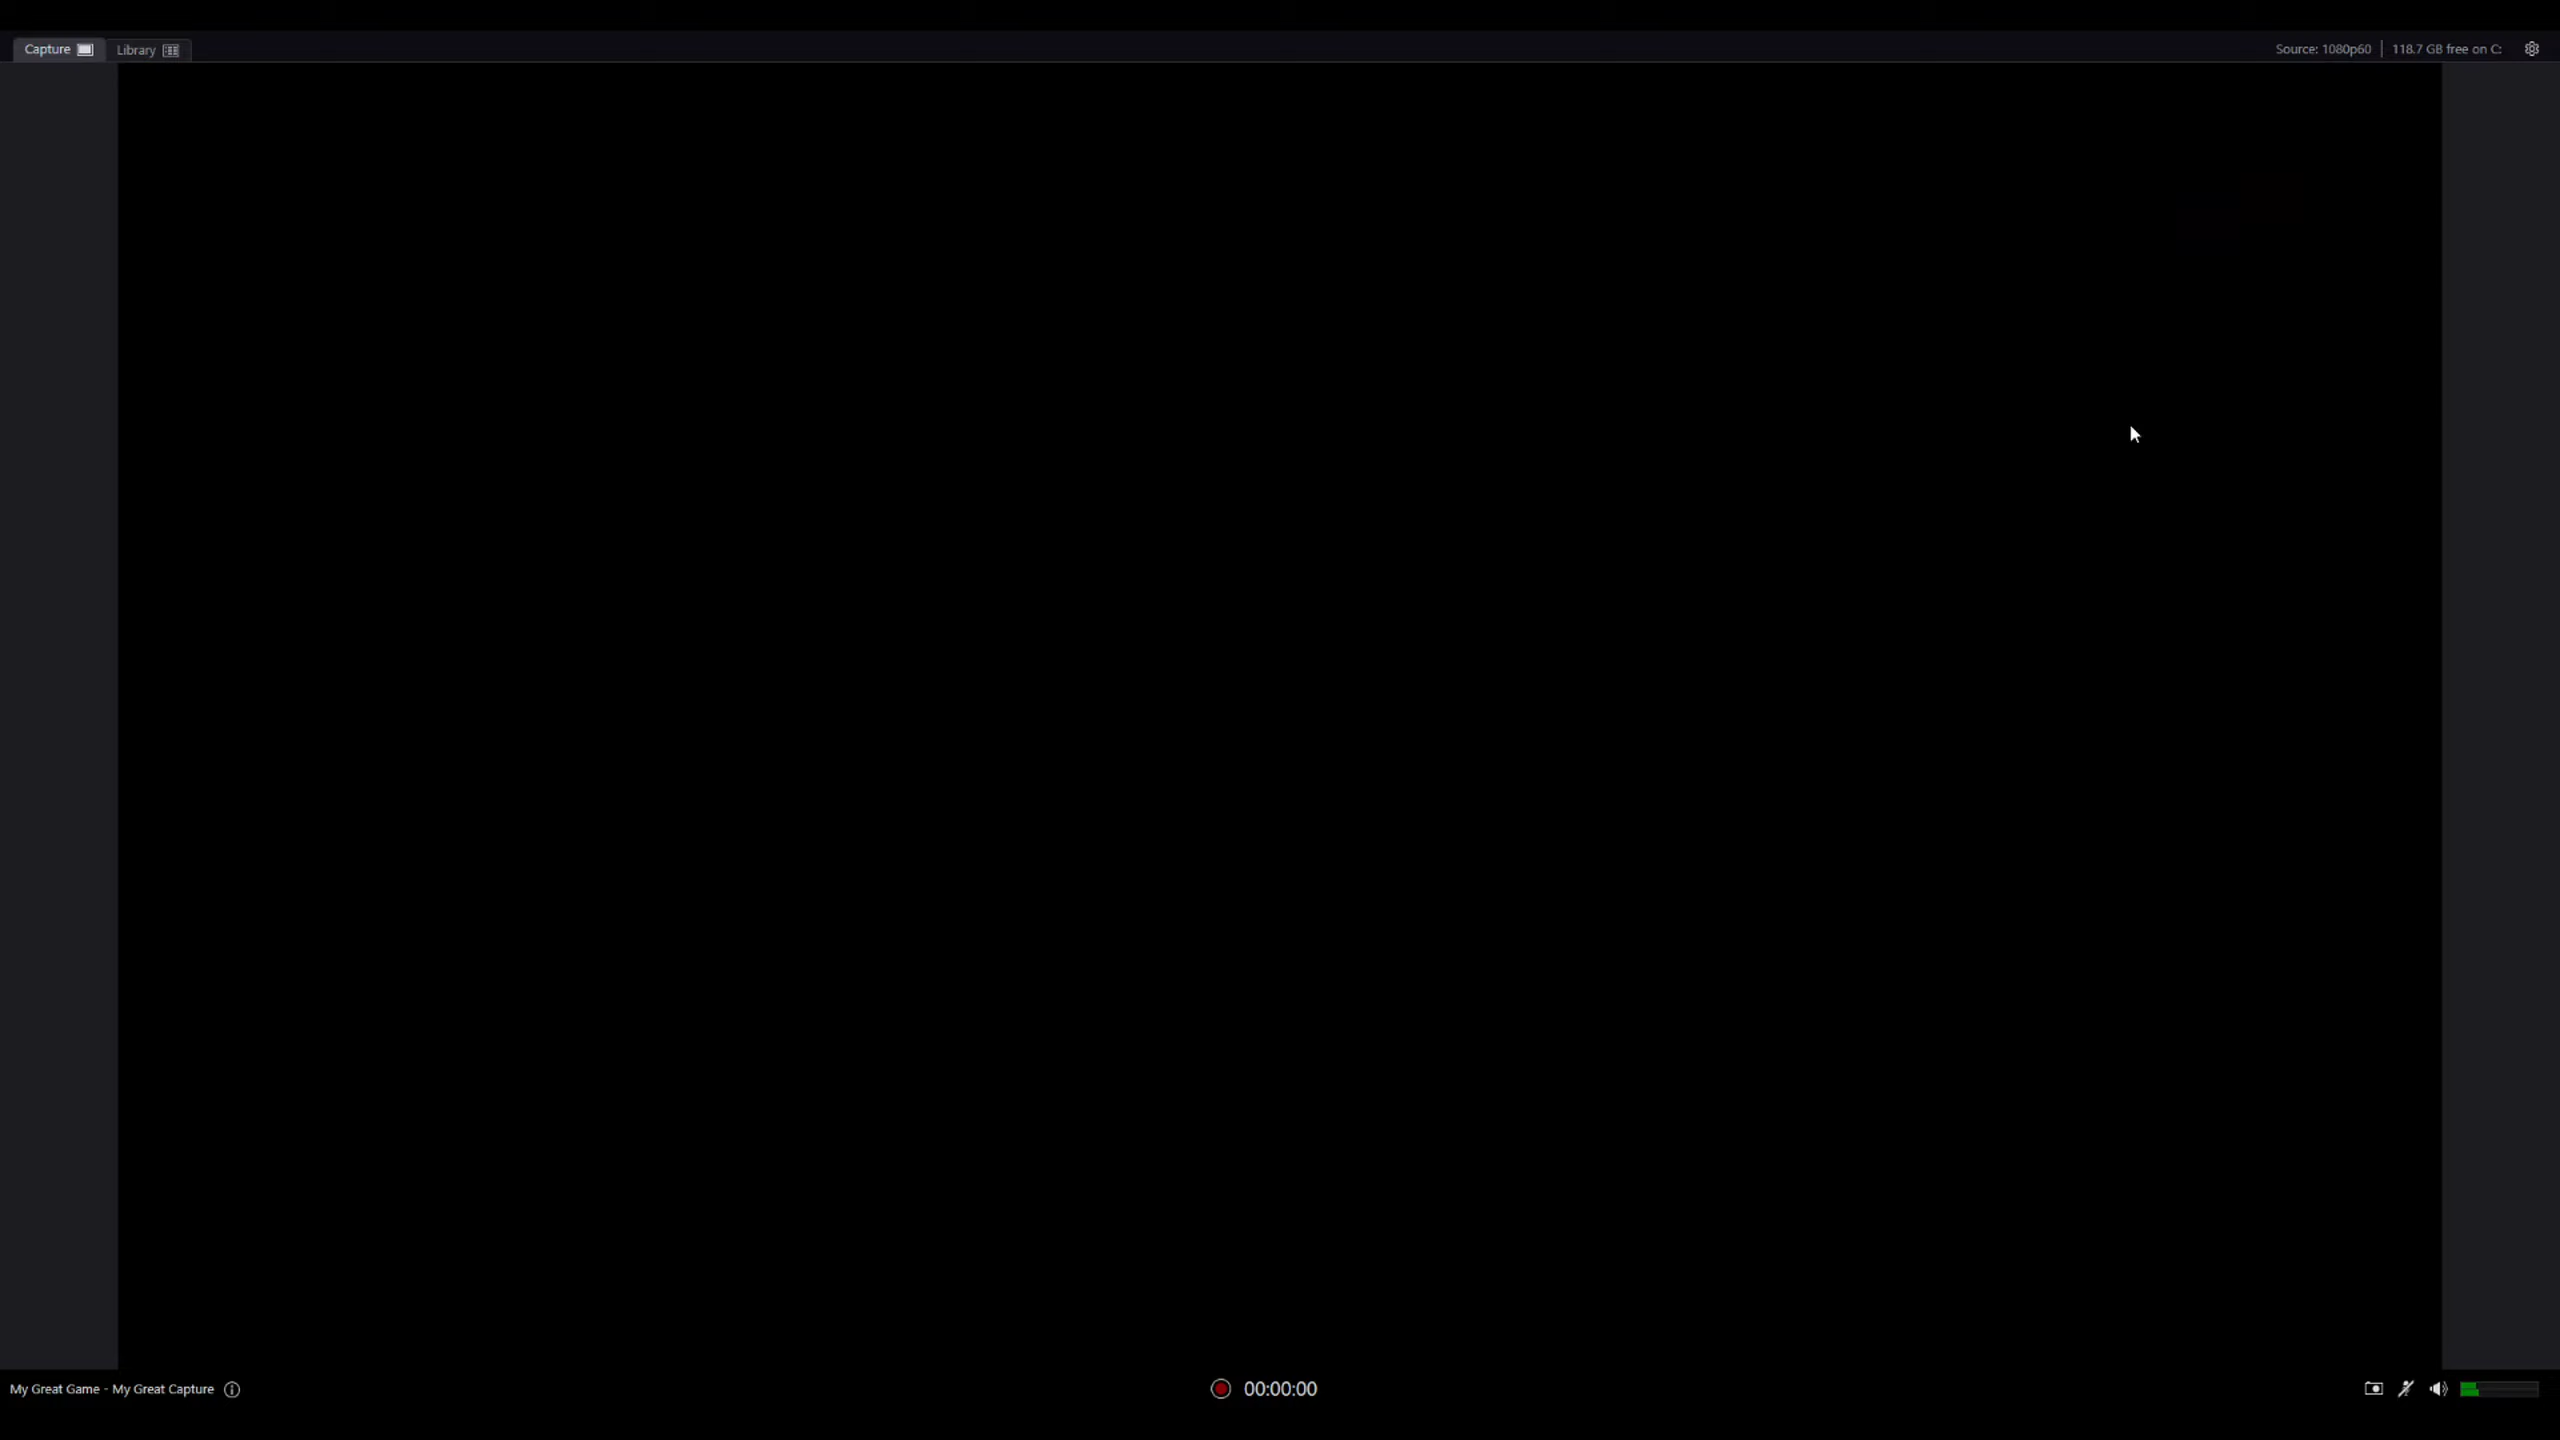 Capture
Library
Source: 1080p60
118.7 GB free on C:
My Great Game - My Great Capture
00:00:00